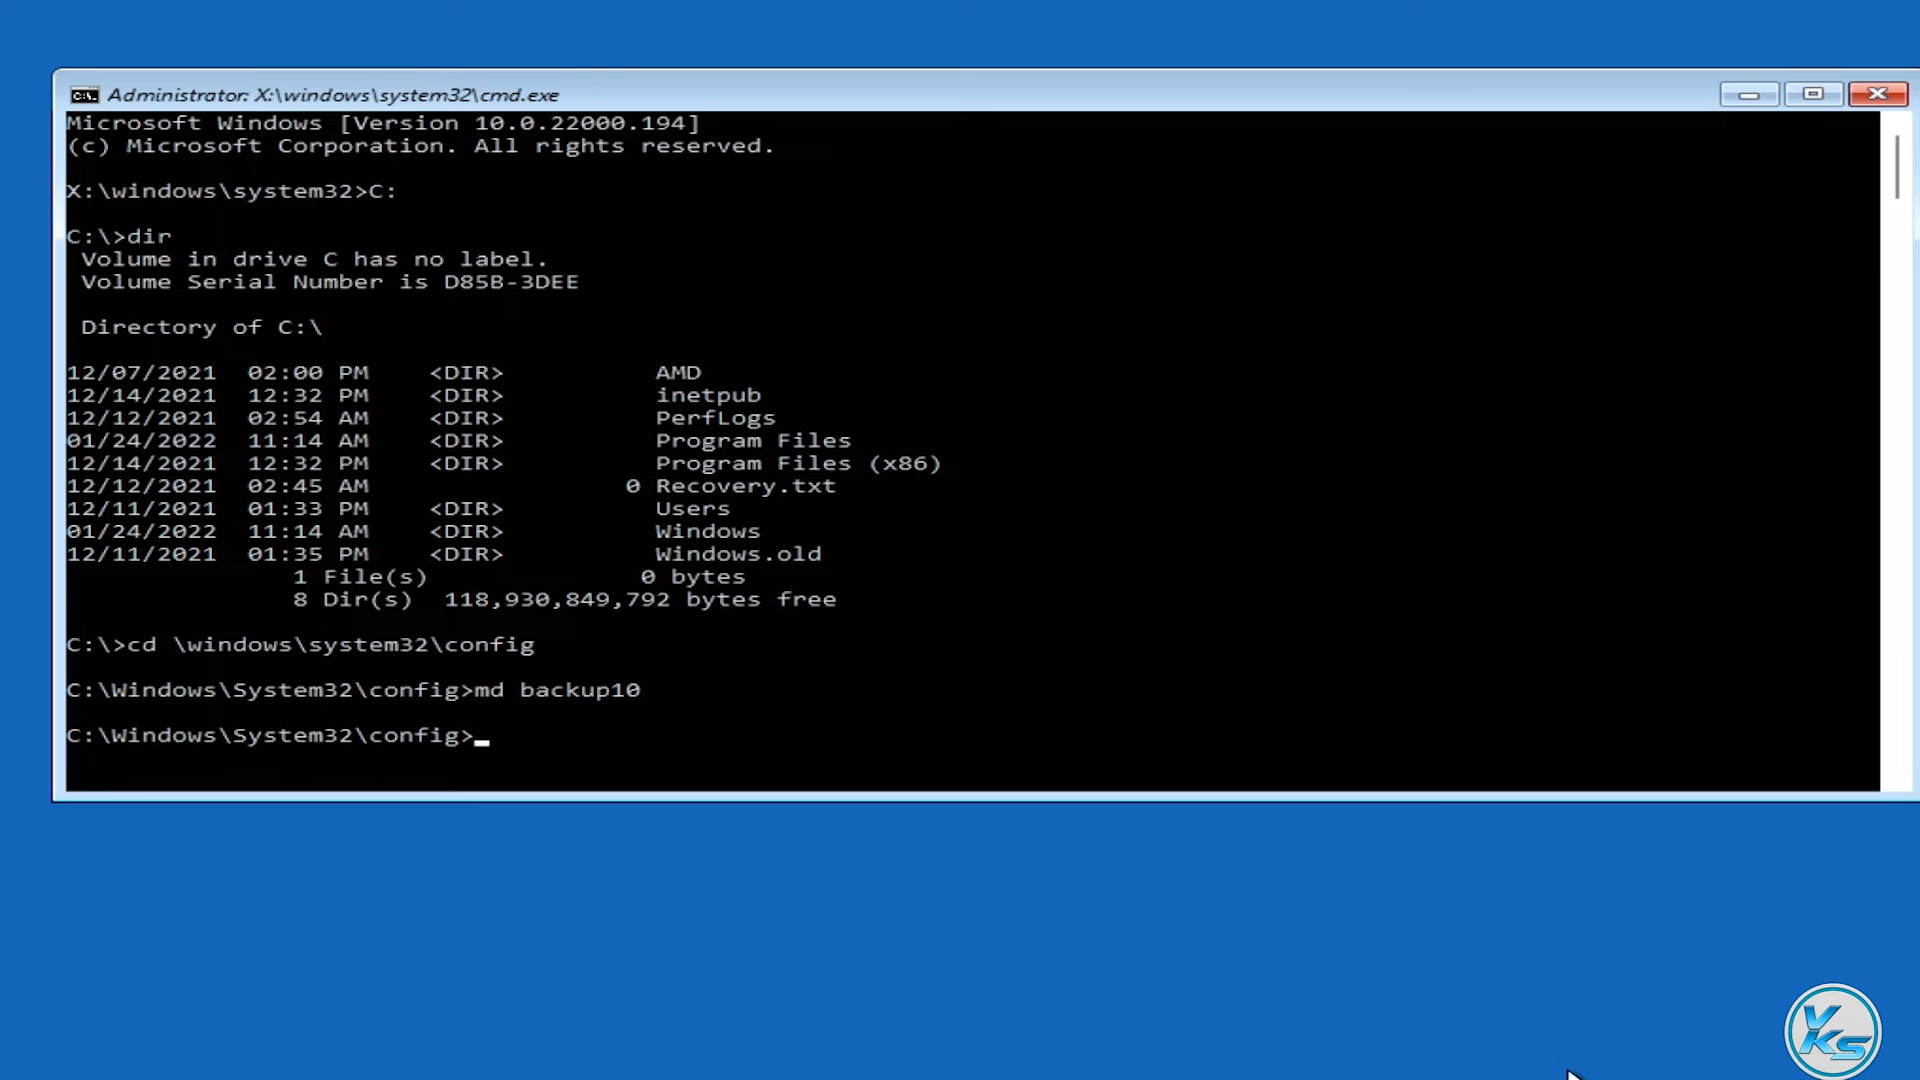 Administrator: X:\windows\system32\cmd.exe
Microsoft Windows [Version 10.0.22000.194]
(c) Microsoft Corporation. All rights reserved.
X:\windows\system32>C:
C:\>dir
Volume in drive C has no label.
Volume Serial Number is D85B-3DEE
Directory of C:\
12/07/2021 02:00 PM <DIR> AMD
12/14/2021 12:32 PM <DIR> inetpub
12/12/2021 02:54 AM <DIR> PerfLogs
01/24/2022 11:14 AM <DIR> Program Files
12/14/2021 12:32 PM <DIR> Program Files (x86)
12/12/2021 02:45 AM 0 Recovery.txt
12/11/2021 01:33 PM <DIR> Users
01/24/2022 11:14 AM <DIR> Windows
12/11/2021 01:35 PM <DIR> Windows.old
1 File(s) 0 bytes
8 Dir(s) 118,930,849,792 bytes free
C:\>cd \windows\system32\config
C:\Windows\System32\config>md backup10
C:\Windows\System32\config>
VKS